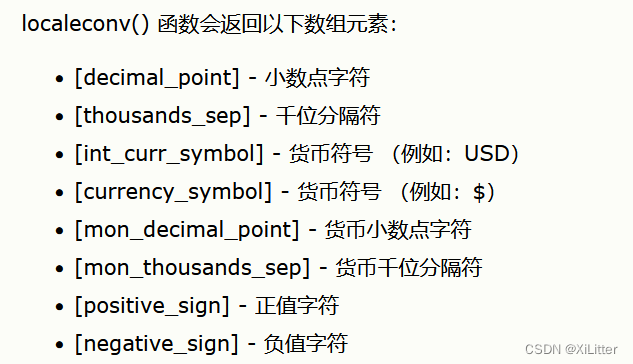 localeconv() 函数会返回以下数组元素：
• [decimal_point] - 小数点字符
• [thousands_sep] - 千位分隔符
• [int_curr_symbol] - 货币符号 （例如：USD）
• [currency_symbol] - 货币符号 （例如：$）
• [mon_decimal_point] - 货币小数点字符
• [mon_thousands_sep] - 货币千位分隔符
• [positive_sign] - 正值字符
• [negative_sign] - 负值字符
CSDN @XiLitter